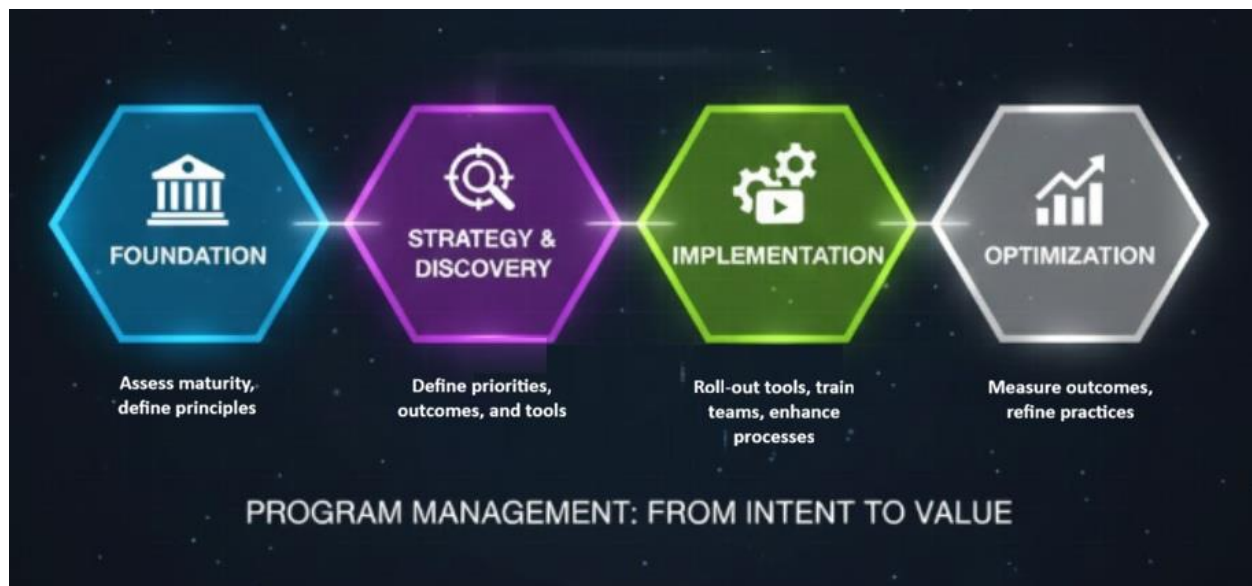 FOUNDATION
Assess maturity,
define principles
STRATEGY &
DISCOVERY
Define priorities,
outcomes, and tools
IMPLEMENTATION
Roll-out tools, train
teams, enhance
processes
OPTIMIZATION
Measure outcomes,
refine practices
PROGRAM MANAGEMENT: FROM INTENT TO VALUE